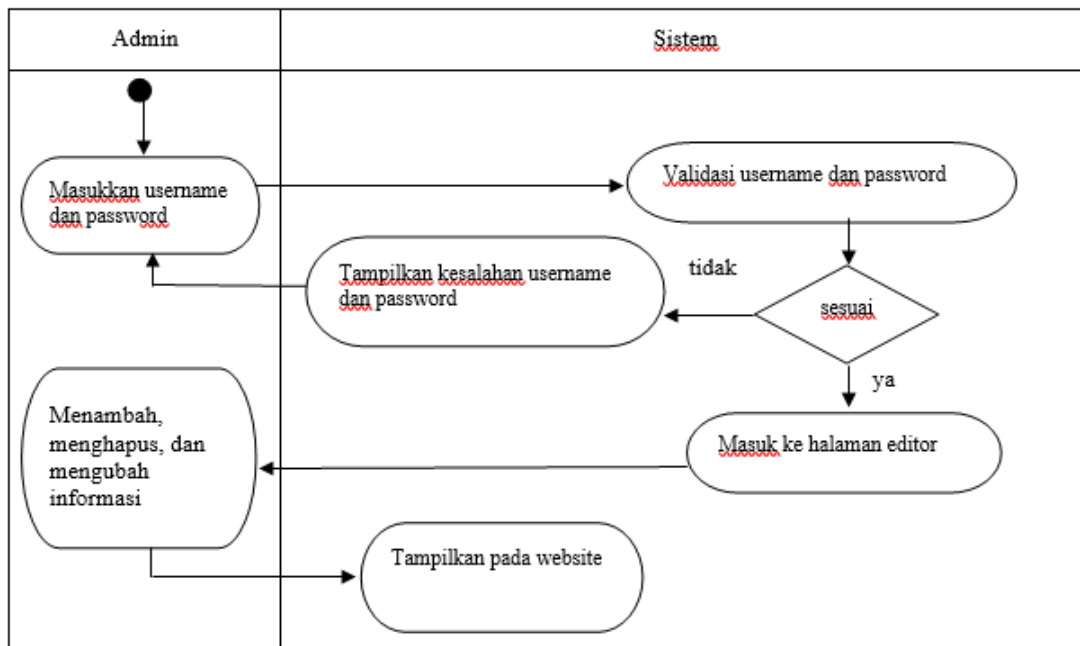 Admin
Sistem
Masukkan username
dan password
Validasi username dan password
Tampilkan kesalahan username
dan password
tidak
sesuai
ya
Masuk ke halaman editor
Menambah,
menghapus, dan
mengubah
informasi
Tampilkan pada website